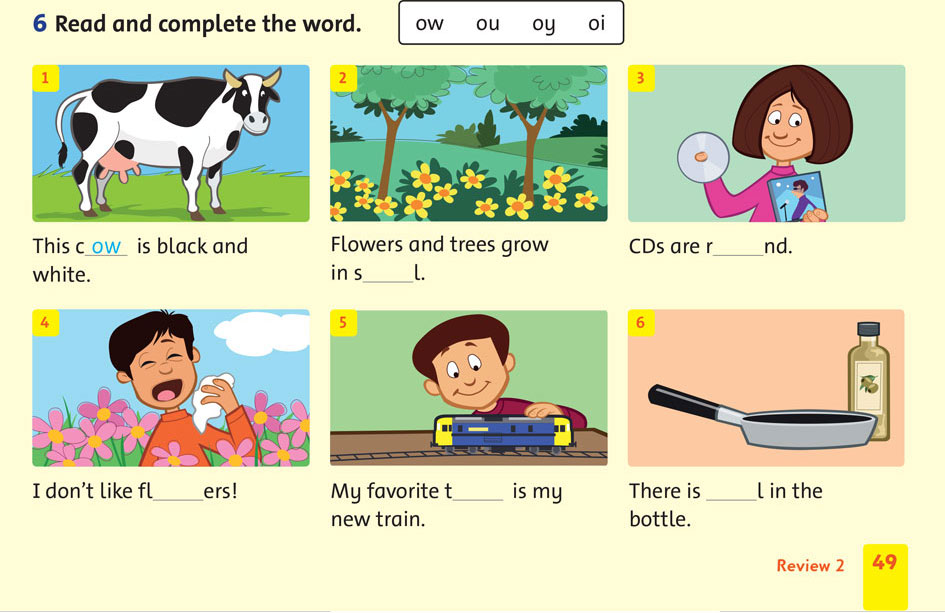 6 Read and complete the word.
ow ou oy oi
1
This c_ow_ is black and
white.
2
Flowers and trees grow
in s_____l.
3
CDs are r_____nd.
4
I don't like fl_____ers!
5
My favorite t_____ is my
new train.
6
There is _____l in the
bottle.
Review 2 49